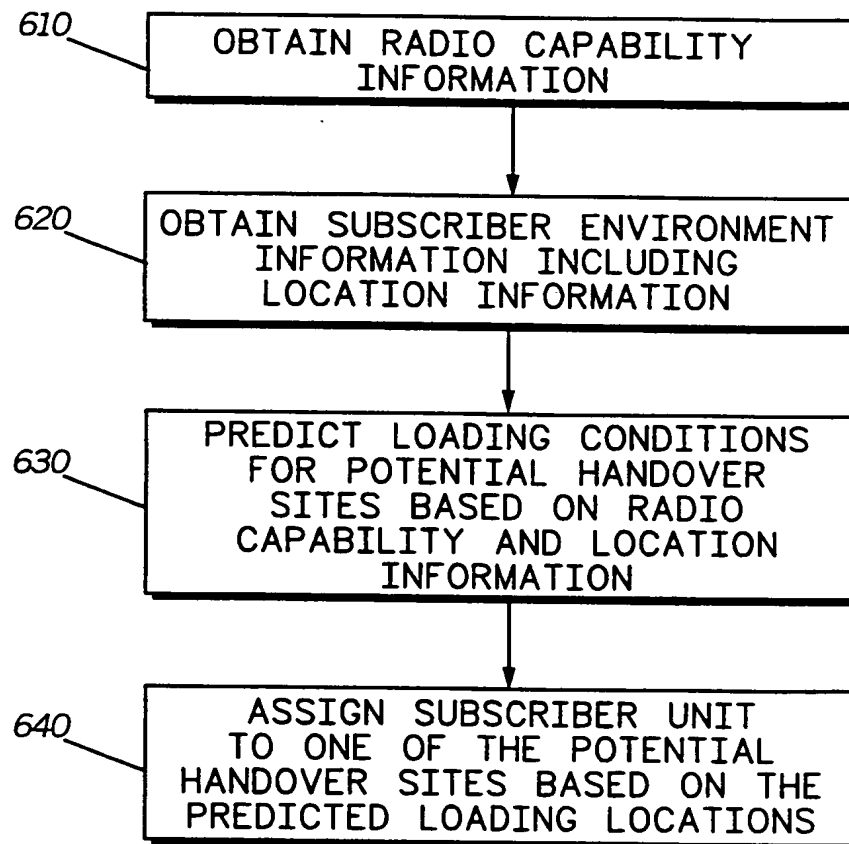 610
OBTAIN RADIO CAPABILITY
INFORMATION
620
OBTAIN SUBSCRIBER ENVIRONMENT
INFORMATION INCLUDING
LOCATION INFORMATION
630
PREDICT LOADING CONDITIONS
FOR POTENTIAL HANDOVER
SITES BASED ON RADIO
CAPABILITY AND LOCATION
INFORMATION
640
ASSIGN SUBSCRIBER UNIT
TO ONE OF THE POTENTIAL
HANDOVER SITES BASED ON THE
PREDICTED LOADING LOCATIONS